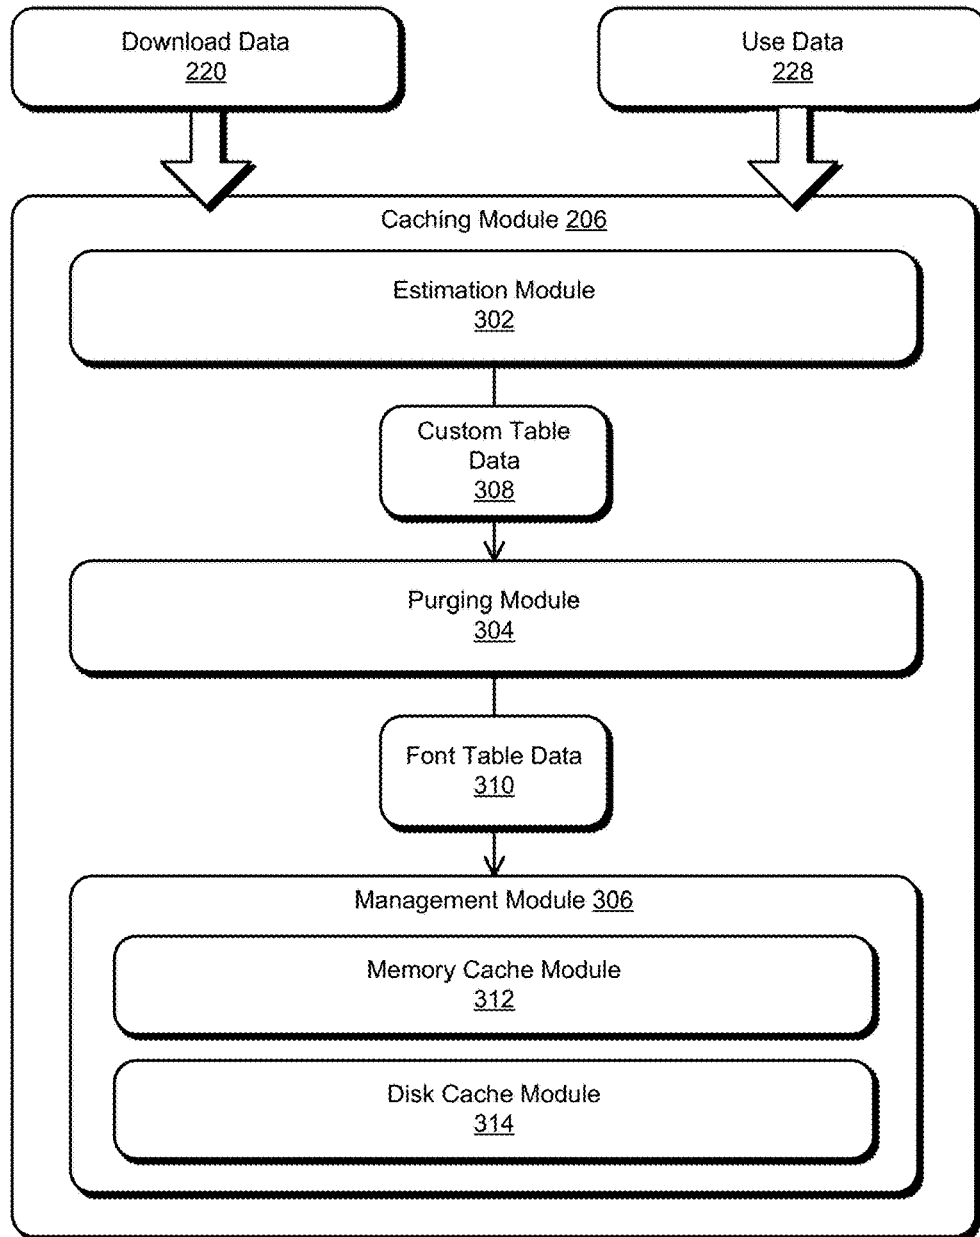 Download Data
220
Use Data
228
Caching Module 206
Estimation Module
302
Custom Table
Data
308
Purging Module
304
Font Table Data
310
Management Module 306
Memory Cache Module
312
Disk Cache Module
314